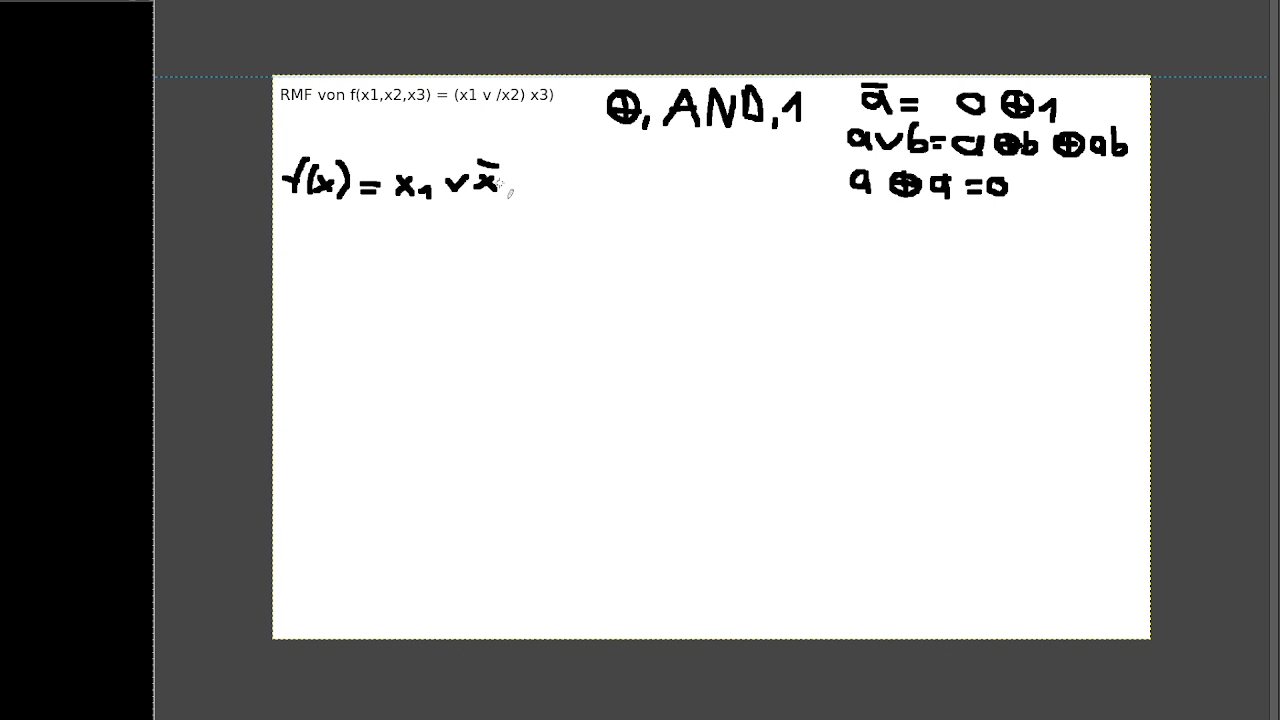 RMF von f(x1,x2,x3) = (x1 v /x2) x3)
⊕, AND, 1
a̅ = a ⊕ 1
a∨b = a ⊕ b ⊕ ab
a ⊕ a = 0
f(x) = x₁ ∨ x̅